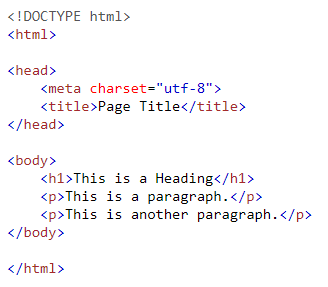 <!DOCTYPE html>
<html>
<head>
<meta charset="utf-8">
<title>Page Title</title>
</head>
<body>
<h1>This is a Heading</h1>
<p>This is a paragraph.</p>
<p>This is another paragraph.</p>
</body>
</html>